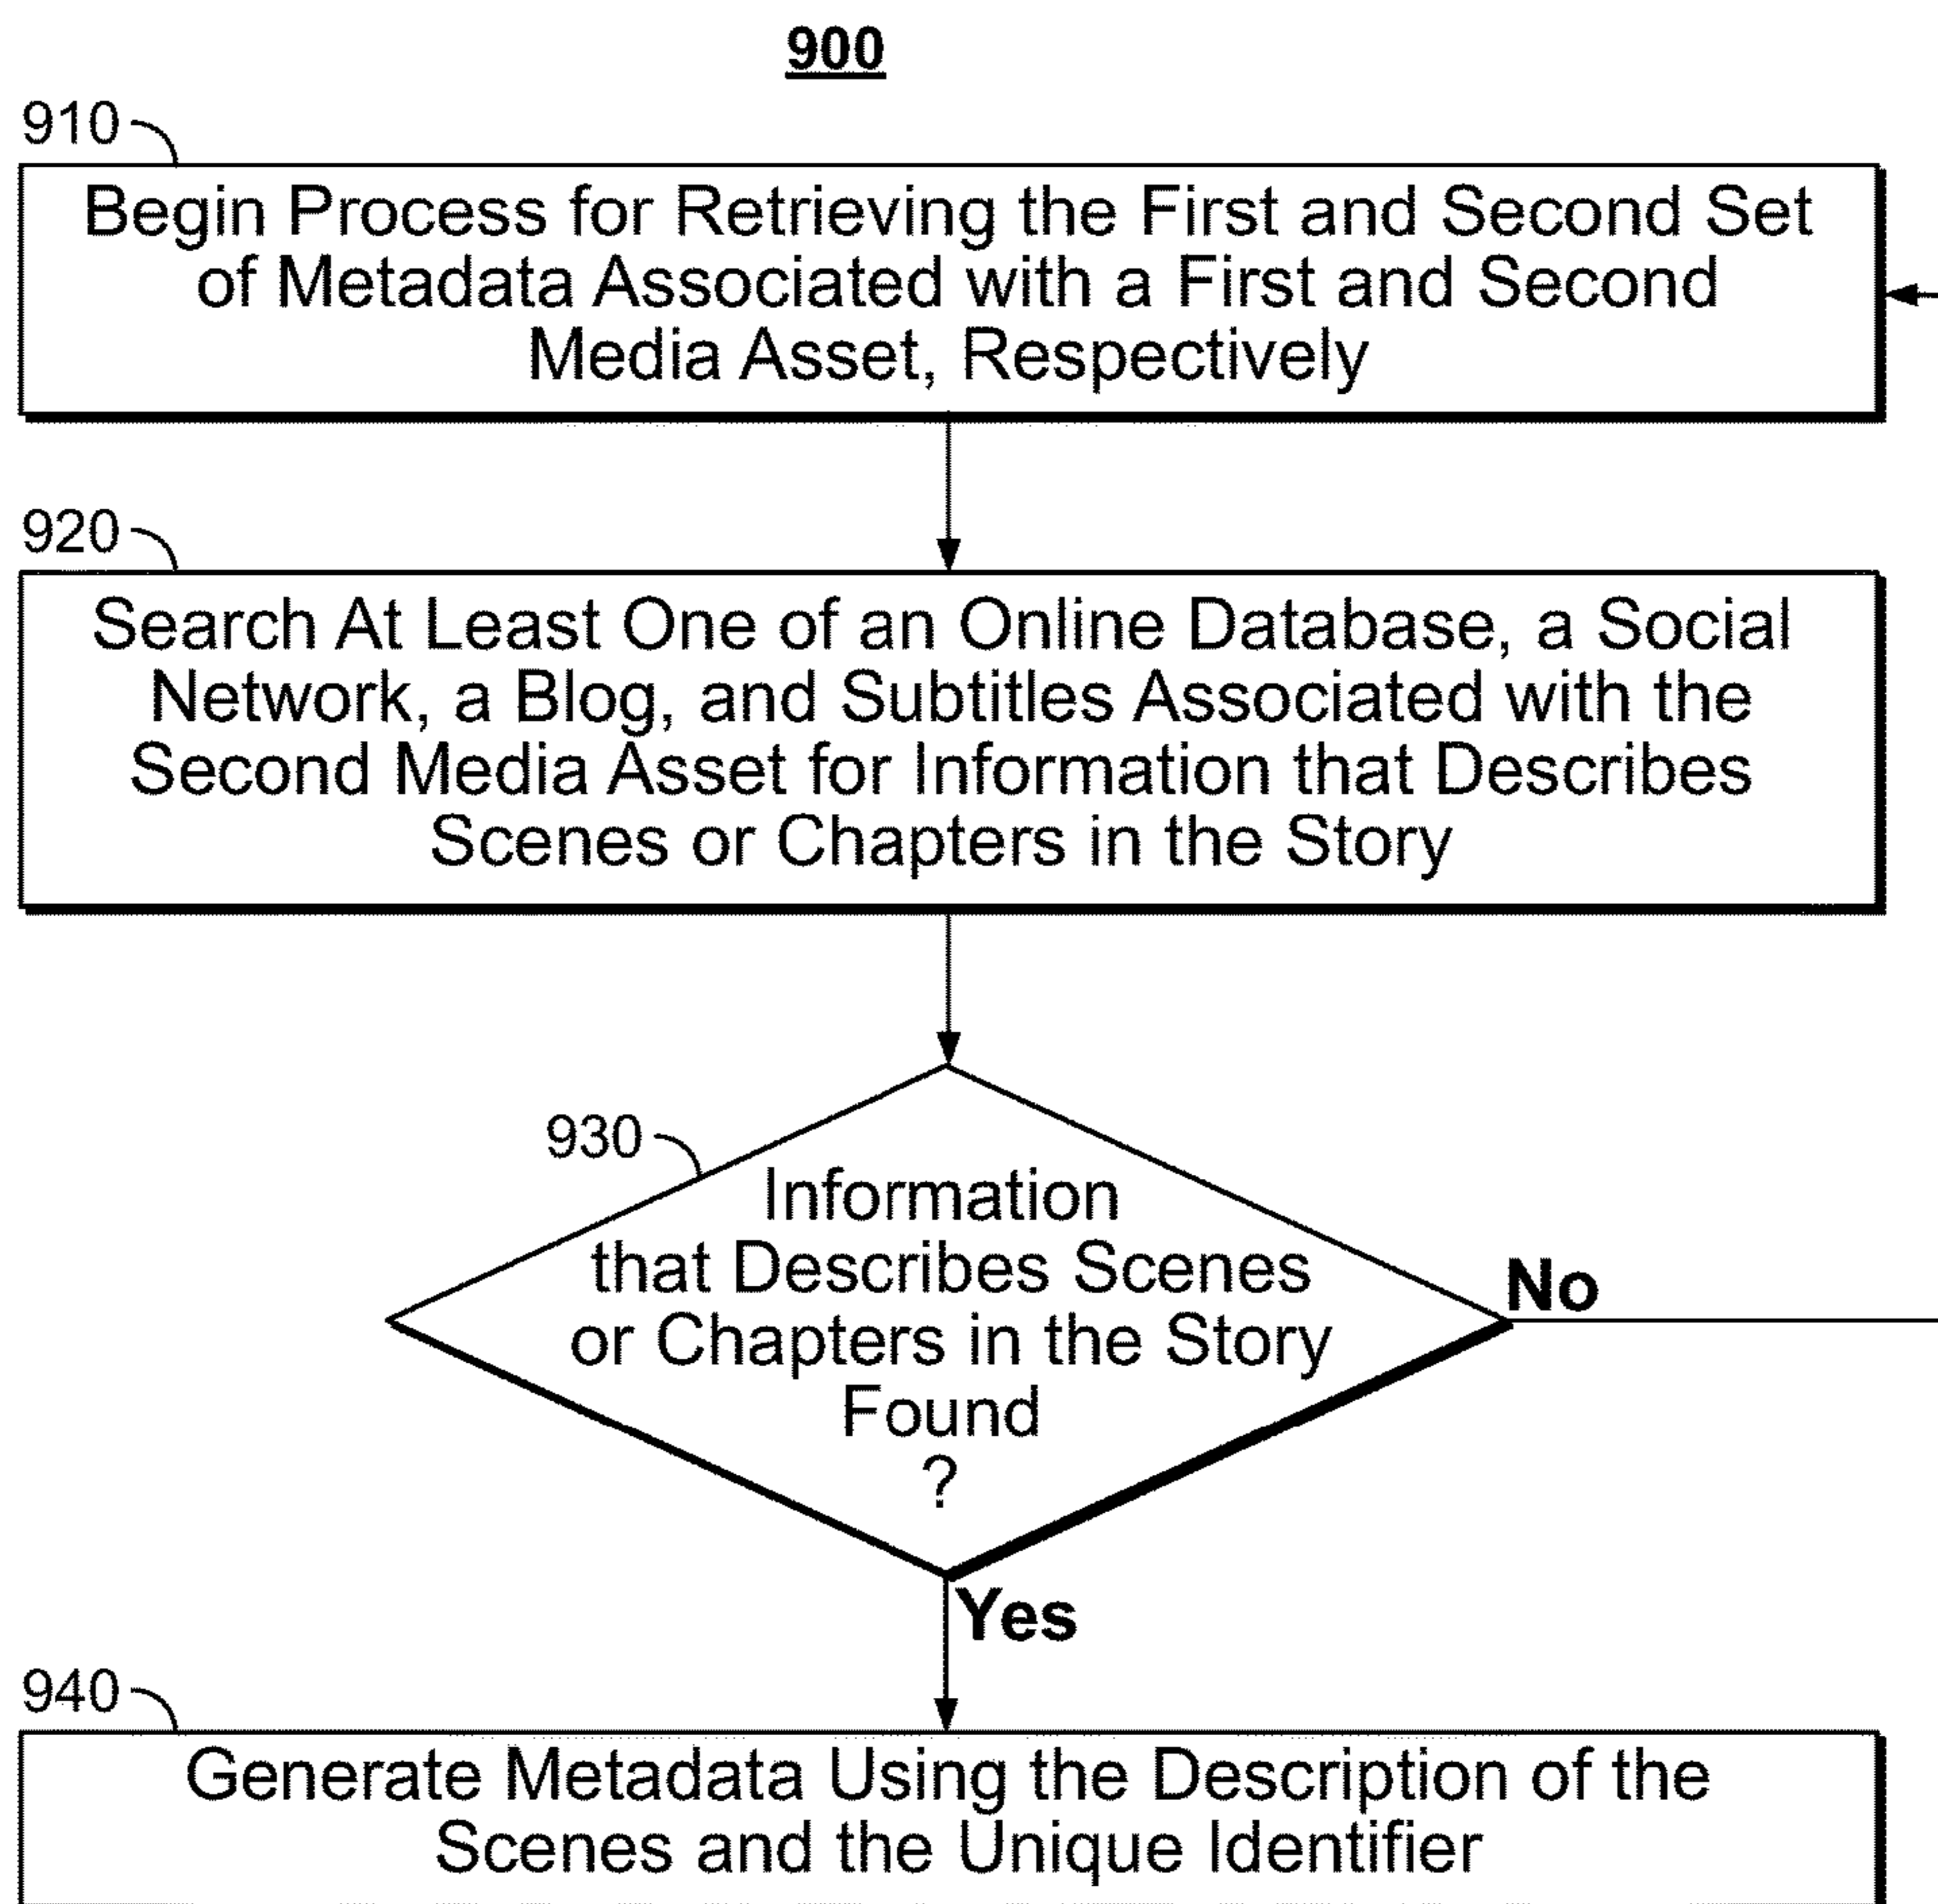 900
910
Begin Process for Retrieving the First and Second Set
of Metadata Associated with a First and Second
Media Asset, Respectively
920
Search At Least One of an Online Database, a Social
Network, a Blog, and Subtitles Associated with the
Second Media Asset for Information that Describes
Scenes or Chapters in the Story
930
Information
that Describes Scenes
or Chapters in the Story
Found
?
No
Yes
940
Generate Metadata Using the Description of the
Scenes and the Unique Identifier